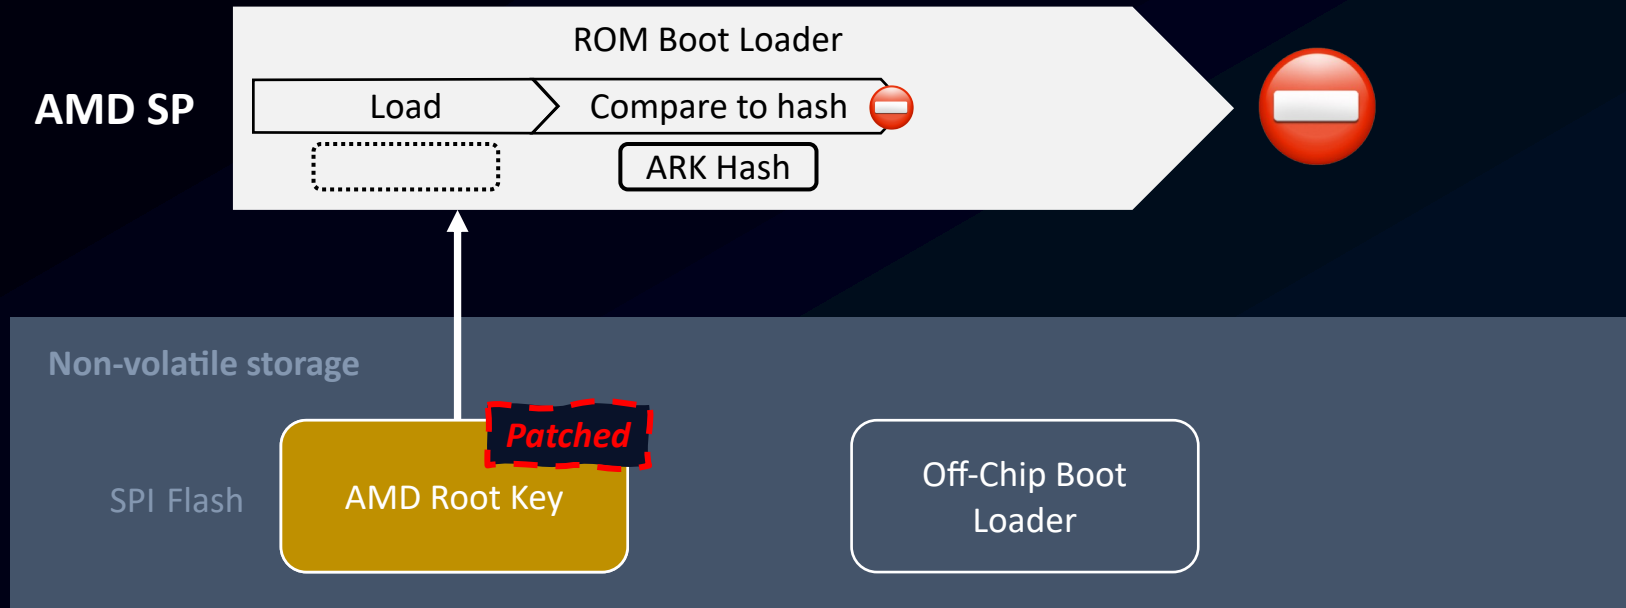 ROM Boot Loader
AMD SP
Load
Compare to hash
ARK Hash
Non-volatile storage
Patched
SPI Flash
AMD Root Key
Off-Chip Boot
Loader